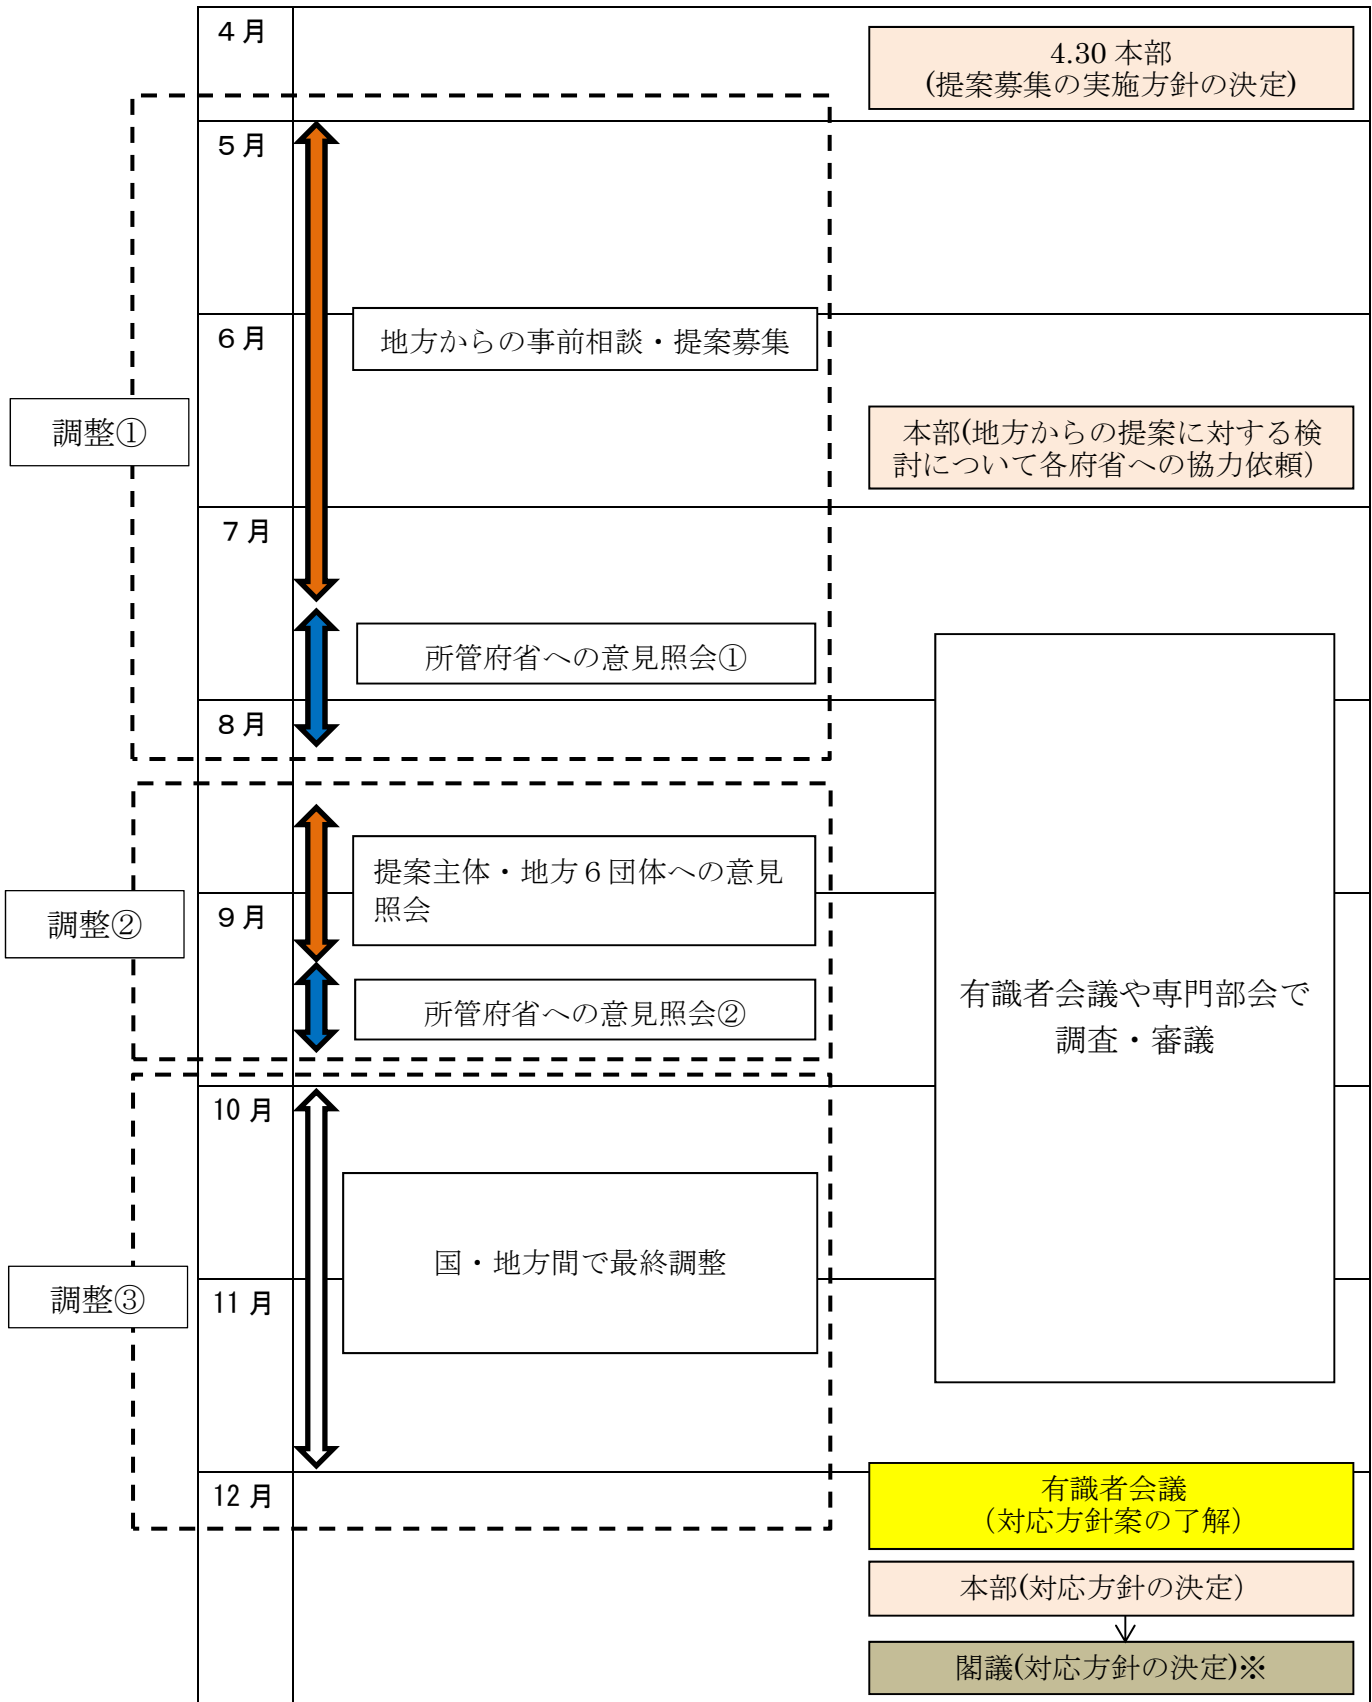 4月
4.30 本部
(提案募集の実施方針の決定)
5月
6月
地方からの事前相談・提案募集
調整①
本部(地方からの提案に対する検
討について各府省への協力依頼)
7月
所管府省への意見照会①
8月
提案主体・地方6団体への意見
照会
調整②
9月
所管府省への意見照会②
有識者会議や専門部会で
調査・審議
10月
国・地方間で最終調整
調整③
11月
12月
有識者会議
(対応方針案の了解)
本部(対応方針の決定)
閣議(対応方針の決定)※